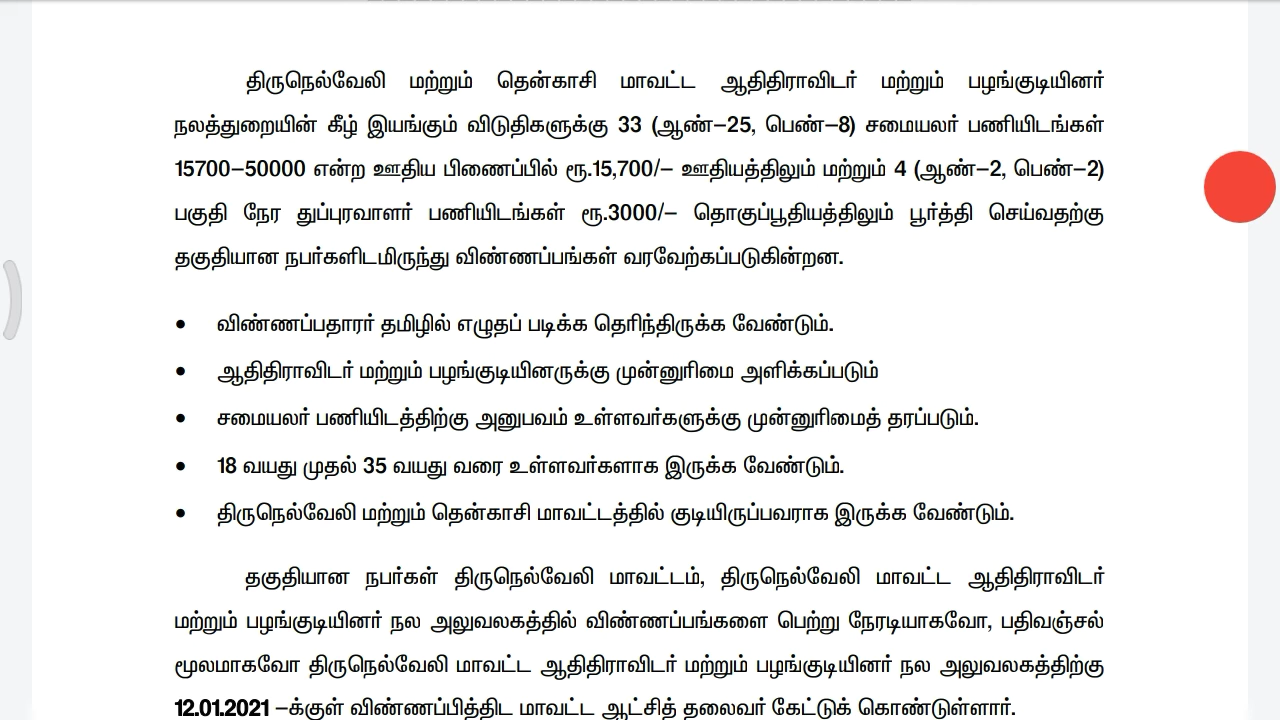 திருநெல்வேலி மற்றும் தென்காசி மாவட்ட ஆதிதிராவிடர் மற்றும் பழங்குடியினர்
நலத்துறையின் கீழ் இயங்கும் விடுதிகளுக்கு 33 (ஆண்–25, பெண்–8) சமையலர் பணியிடங்கள்
15700–50000 என்ற ஊதிய பிணைப்பில் ரூ.15,700/– ஊதியத்திலும் மற்றும் 4 (ஆண்–2, பெண்–2)
பகுதி நேர துப்புரவாளர் பணியிடங்கள் ரூ.3000/– தொகுப்பூதியத்திலும் பூர்த்தி செய்வதற்கு
தகுதியான நபர்களிடமிருந்து விண்ணப்பங்கள் வரவேற்கப்படுகின்றன.
• விண்ணப்பதாரர் தமிழில் எழுதப் படிக்க தெரிந்திருக்க வேண்டும்.
• ஆதிதிராவிடர் மற்றும் பழங்குடியினருக்கு முன்னுரிமை அளிக்கப்படும்
• சமையலர் பணியிடத்திற்கு அனுபவம் உள்ளவர்களுக்கு முன்னுரிமைத் தரப்படும்.
• 18 வயது முதல் 35 வயது வரை உள்ளவர்களாக இருக்க வேண்டும்.
• திருநெல்வேலி மற்றும் தென்காசி மாவட்டத்தில் குடியிருப்பவராக இருக்க வேண்டும்.
தகுதியான நபர்கள் திருநெல்வேலி மாவட்டம், திருநெல்வேலி மாவட்ட ஆதிதிராவிடர்
மற்றும் பழங்குடியினர் நல அலுவலகத்தில் விண்ணப்பங்களை பெற்று நேரடியாகவோ, பதிவஞ்சல்
மூலமாகவோ திருநெல்வேலி மாவட்ட ஆதிதிராவிடர் மற்றும் பழங்குடியினர் நல அலுவலகத்திற்கு
12.01.2021 –க்குள் விண்ணப்பித்திட மாவட்ட ஆட்சித் தலைவர் கேட்டுக் கொண்டுள்ளார்.